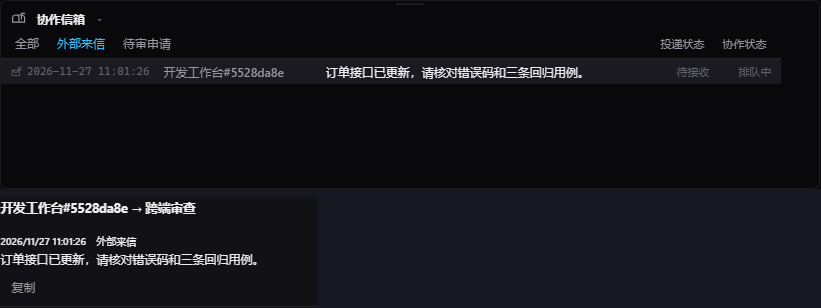 协作信箱
全部 外部来信 待审申请 投递状态 协作状态
2026-11-27 11:01:26 开发工作台#5528da8e 订单接口已更新，请核对错误码和三条回归用例。 待接收 排队中
开发工作台#5528da8e → 跨端审查
2026/11/27 11:01:26 外部来信
订单接口已更新，请核对错误码和三条回归用例。
复制